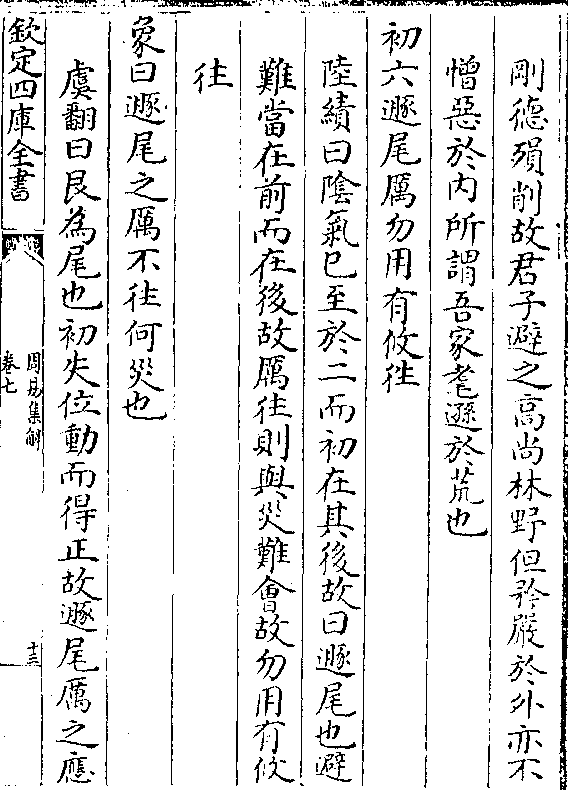 剛德殞削故君子避之高尚林野但矜嚴於外亦不
憎惡於内所謂吾家耄遜於荒也
初六遯尾厲勿用有攸往
陸績曰隂氣已至於二而初在其後故曰遯尾也避
難當在前而在後故厲往則與災難會故勿用有攸
往
象曰遯尾之厲不往何災也
虞翻曰艮為尾也初失位動而得正故遯尾厲之應
欽定四庫全書
周易集解
卷七
十三